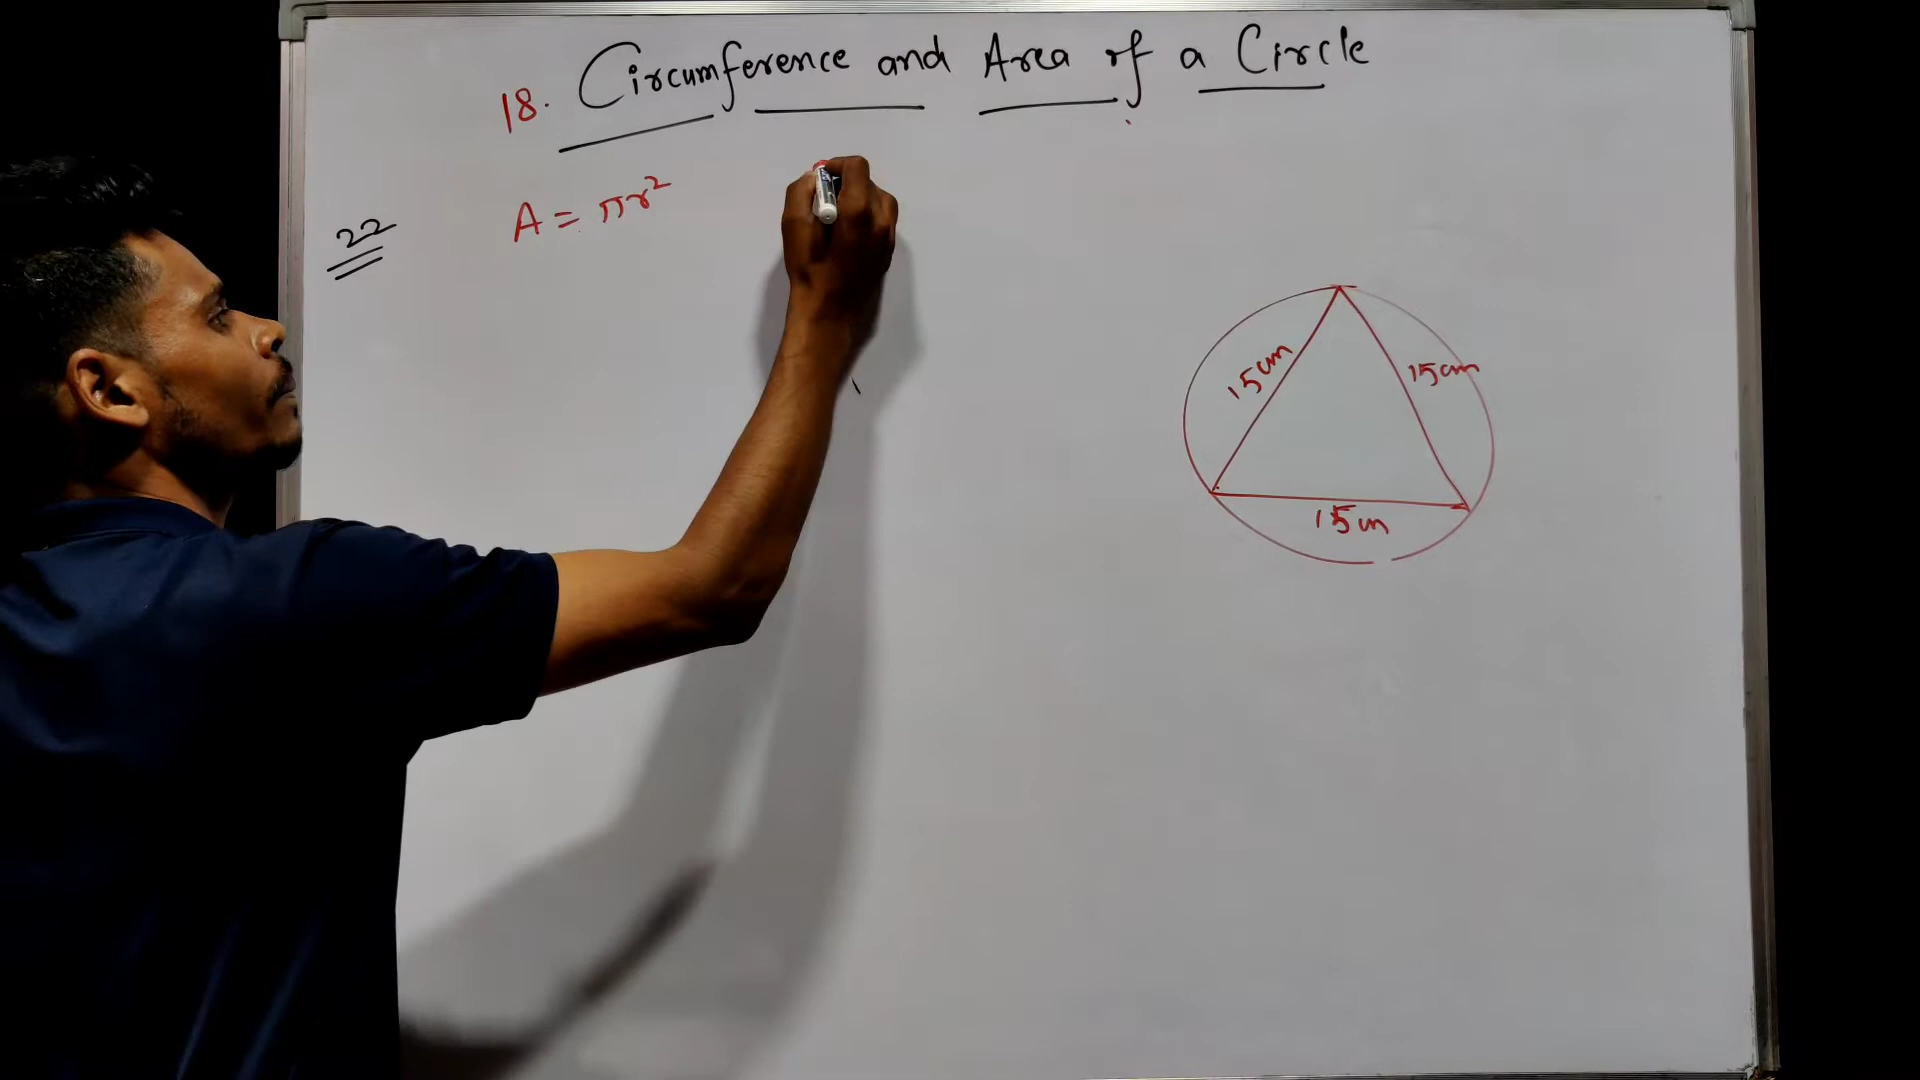 18. Circumference and Area of a Circle
22
A = πr²
15cm
15cm
15cm